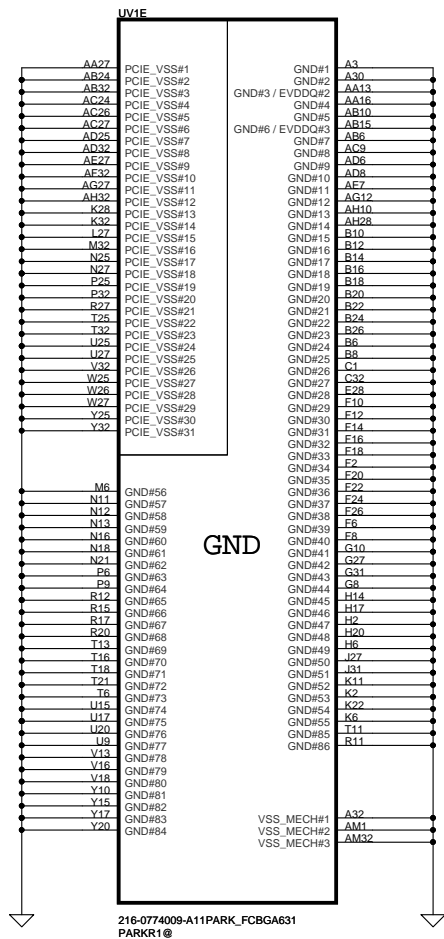 UV1E
AA27 PCIE_VSS#1 GND#1 A3
AB24 PCIE_VSS#2 GND#2 A30
AB32 PCIE_VSS#3 GND#3 / EVDDQ#2 AA13
AC24 PCIE_VSS#4 GND#4 AA16
AC26 PCIE_VSS#5 GND#5 AB10
AC27 PCIE_VSS#6 GND#6 / EVDDQ#3 AB15
AD25 PCIE_VSS#7 GND#7 AB6
AD32 PCIE_VSS#8 GND#8 AC9
AE27 PCIE_VSS#9 GND#9 AD6
AF32 PCIE_VSS#10 GND#10 AD8
AG27 PCIE_VSS#11 GND#11 AE7
AH32 PCIE_VSS#12 GND#12 AG12
K28 PCIE_VSS#13 GND#13 AH10
K32 PCIE_VSS#14 GND#14 AH28
L27 PCIE_VSS#15 GND#15 B10
M32 PCIE_VSS#16 GND#16 B12
N25 PCIE_VSS#17 GND#17 B14
N27 PCIE_VSS#18 GND#18 B16
P25 PCIE_VSS#19 GND#19 B18
P32 PCIE_VSS#20 GND#20 B20
R27 PCIE_VSS#21 GND#21 B22
T25 PCIE_VSS#22 GND#22 B24
T32 PCIE_VSS#23 GND#23 B26
U25 PCIE_VSS#24 GND#24 B6
U27 PCIE_VSS#25 GND#25 B8
V32 PCIE_VSS#26 GND#26 C1
W25 PCIE_VSS#27 GND#27 C32
W26 PCIE_VSS#28 GND#28 E28
W27 PCIE_VSS#29 GND#29 F10
Y25 PCIE_VSS#30 GND#30 F12
Y32 PCIE_VSS#31 GND#31 F14
GND#32 F16
GND#33 F18
GND#34 F2
GND#35 F20
M6 GND#56 GND#36 F22
N11 GND#57 GND#37 F24
N12 GND#58 GND#38 F26
N13 GND#59 GND#39 F6
N16 GND#60 GND#40 F8
N18 GND#61 GND#41 G10
N21 GND#62 GND#42 G27
P6 GND#63 GND#43 G31
P9 GND#64 GND#44 G8
R12 GND#65 GND#45 H14
R15 GND#66 GND#46 H17
R17 GND#67 GND#47 H2
R20 GND#68 GND#48 H20
T13 GND#69 GND#49 H6
T16 GND#70 GND#50 J27
T18 GND#71 GND#51 J31
T21 GND#72 GND#52 K11
T6 GND#73 GND#53 K2
U15 GND#74 GND#54 K22
U17 GND#75 GND#55 K6
U20 GND#76 GND#85 T11
U9 GND#77 GND#86 R11
V13 GND#78
V16 GND#79
V18 GND#80
Y10 GND#81
Y15 GND#82
Y17 GND#83 VSS_MECH#1 A32
Y20 GND#84 VSS_MECH#2 AM1
VSS_MECH#3 AM32
GND
216-0774009-A11PARK_FCBGA631
PARKR1@